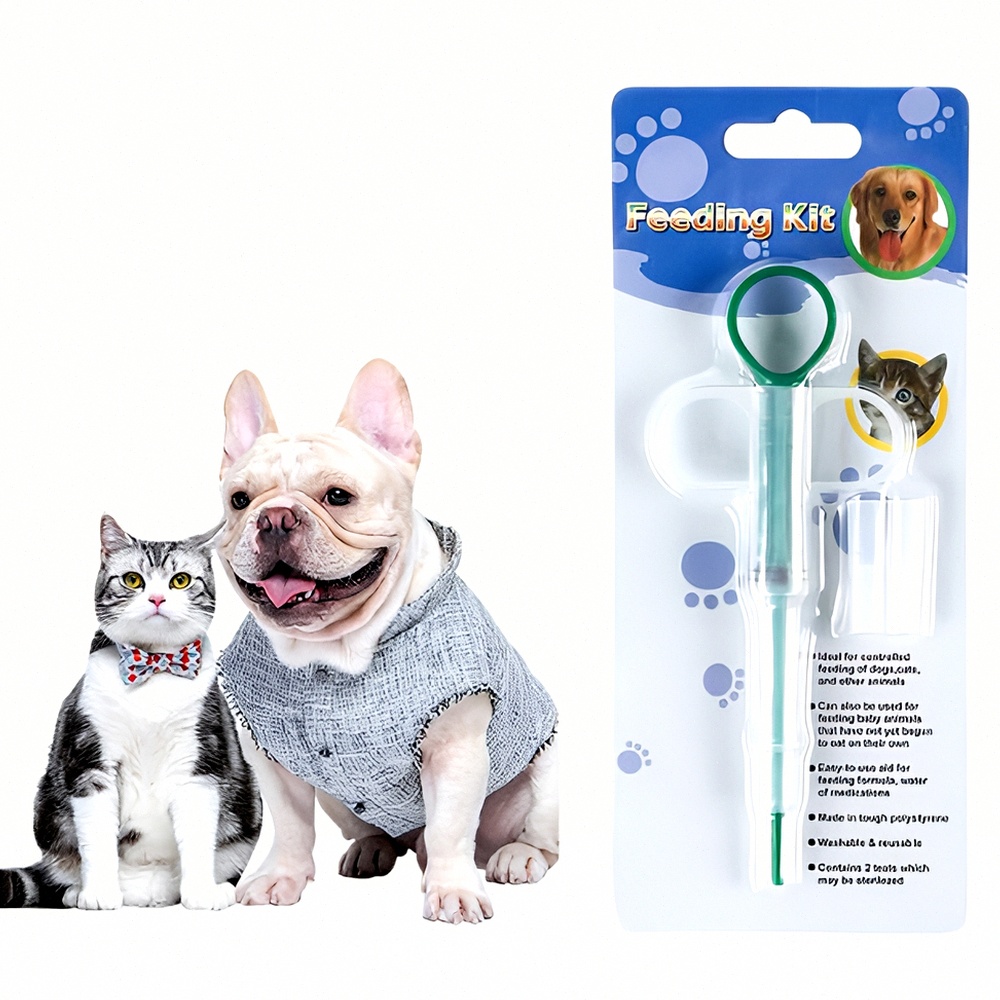 Feeding Kit
Ideal for controlled
feeding of dogs, cats,
and other animals
Can also be used for
feeding baby animals
that have not yet begun
to eat on their own
Easy-to-use aid for
feeding formula, water
of medications
Made in tough polystyrene
Washable & reusable
Contains 2 teats which
may be sterilized